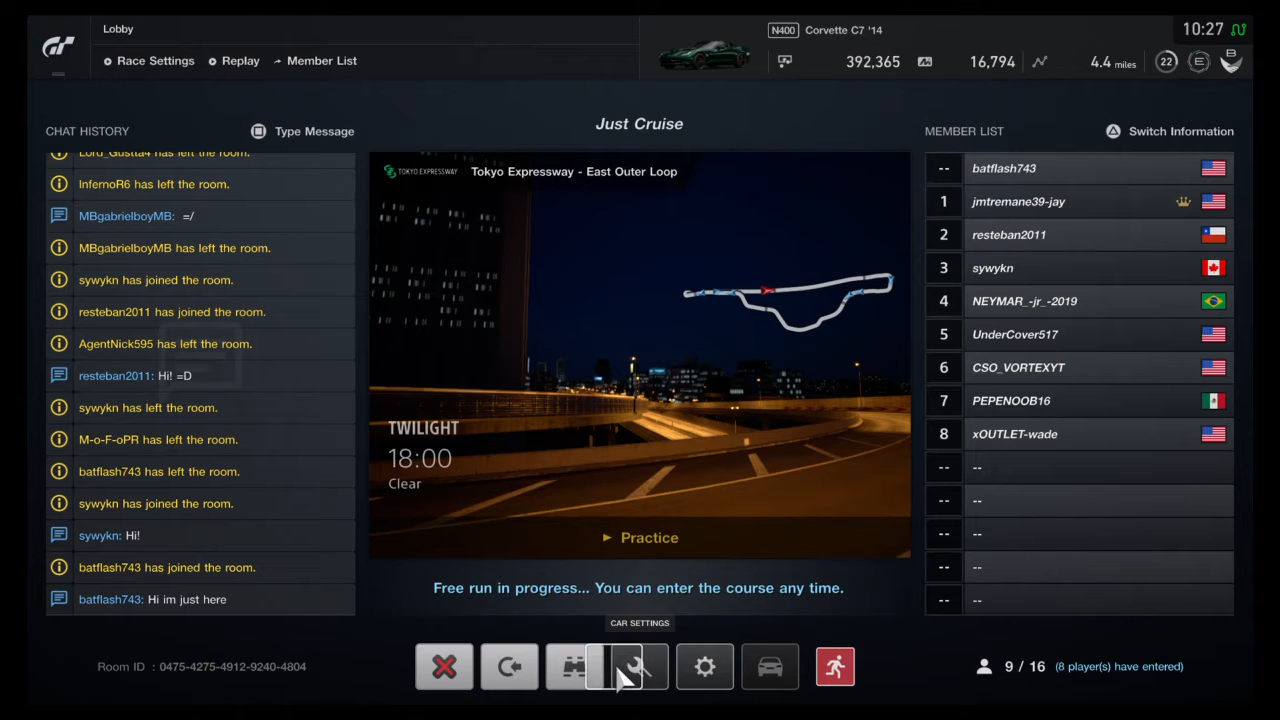 Lobby
Race Settings Replay Member List
N400 Corvette C7 '14
392,365 16,794 4.4 miles 22 E B
10:27
CHAT HISTORY Type Message
Lord_Gustta4 has left the room.
InfernoR6 has left the room.
MBgabrielboyMB: =/
MBgabrielboyMB has left the room.
sywykn has joined the room.
resteban2011 has joined the room.
AgentNick595 has left the room.
resteban2011: Hi! =D
sywykn has left the room.
M-o-F-oPR has left the room.
batflash743 has left the room.
sywykn has joined the room.
sywykn: Hi!
batflash743 has joined the room.
batflash743: Hi im just here
Just Cruise
TOKYO EXPRESSWAY Tokyo Expressway - East Outer Loop
TWILIGHT
18:00
Clear
Practice
Free run in progress... You can enter the course any time.
CAR SETTINGS
MEMBER LIST Switch Information
-- batflash743
1 jmtremane39-jay
2 resteban2011
3 sywykn
4 NEYMAR_-jr_-2019
5 UnderCover517
6 CSO_VORTEXYT
7 PEPENOOB16
8 xOUTLET-wade
-- --
-- --
-- --
-- --
-- --
Room ID : 0475-4275-4912-9240-4804
9 / 16 (8 player(s) have entered)